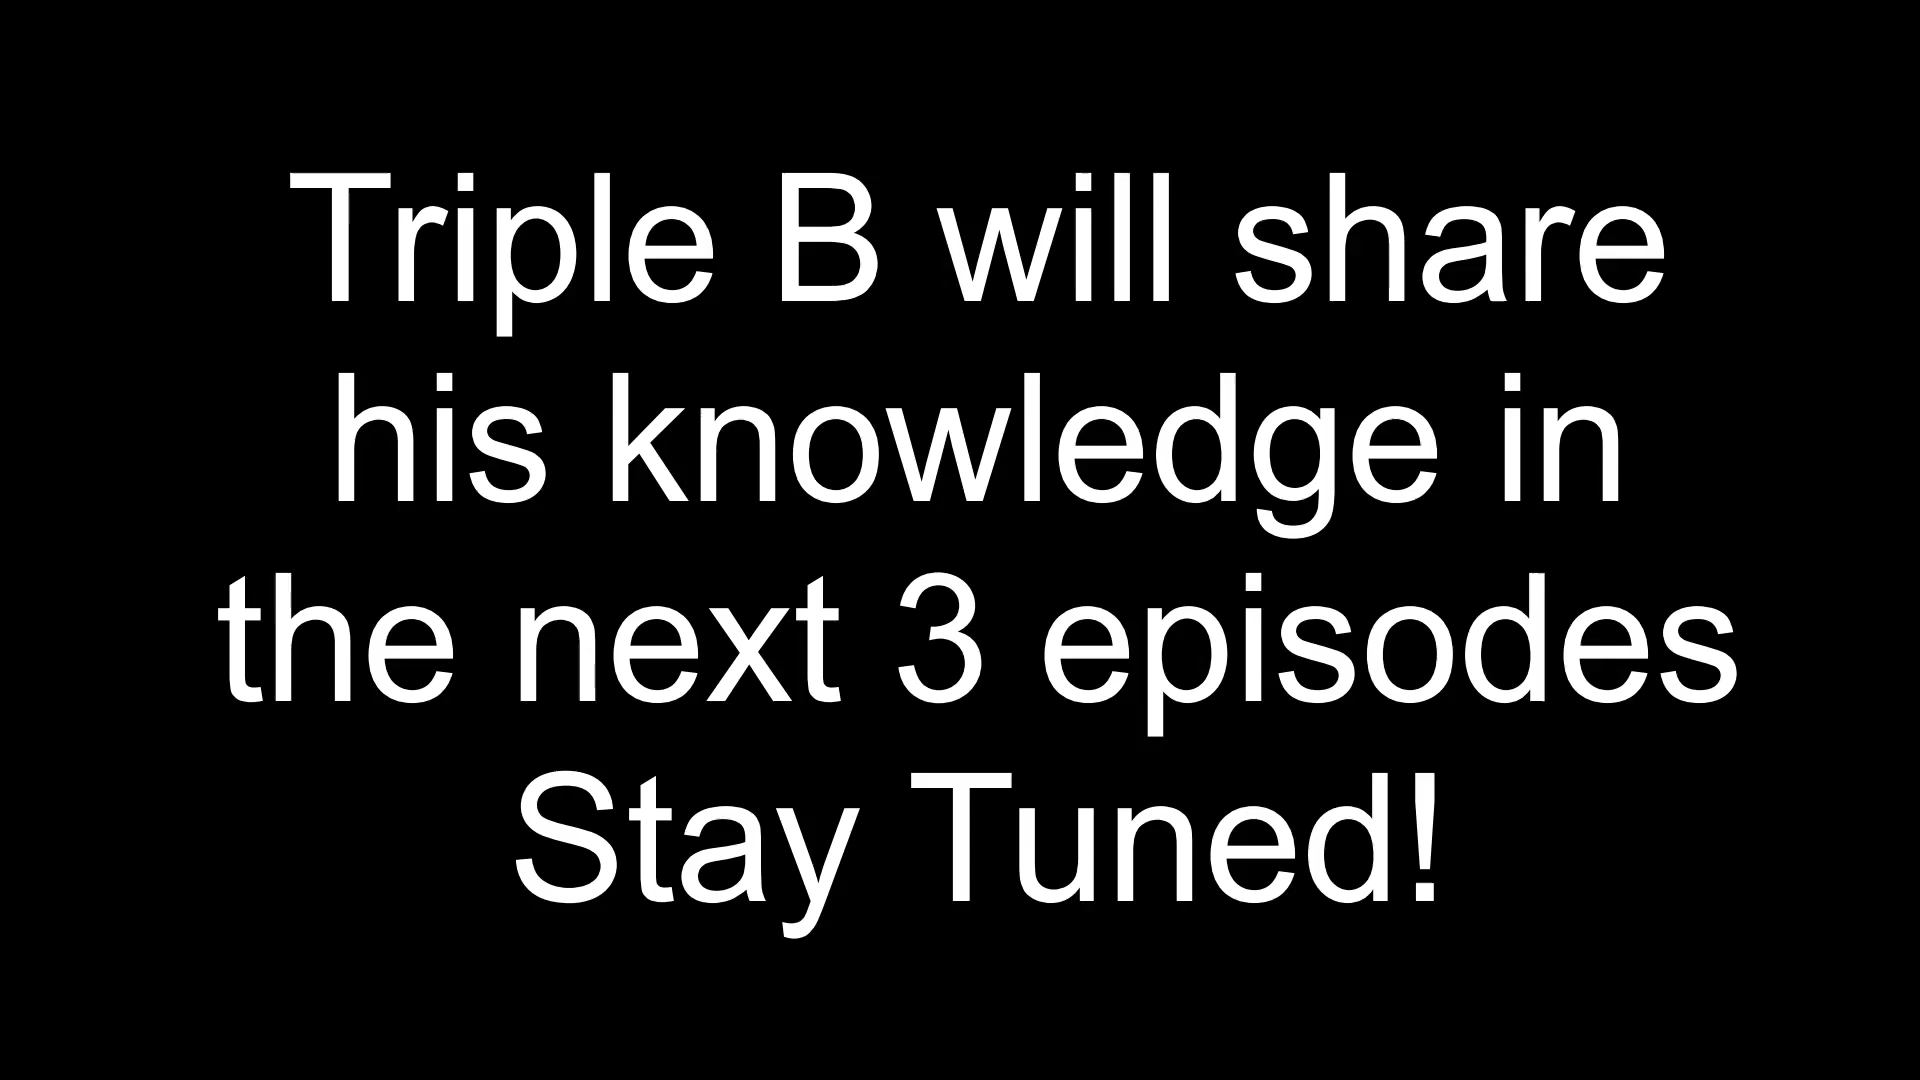 Triple B will share
his knowledge in
the next 3 episodes
Stay Tuned!